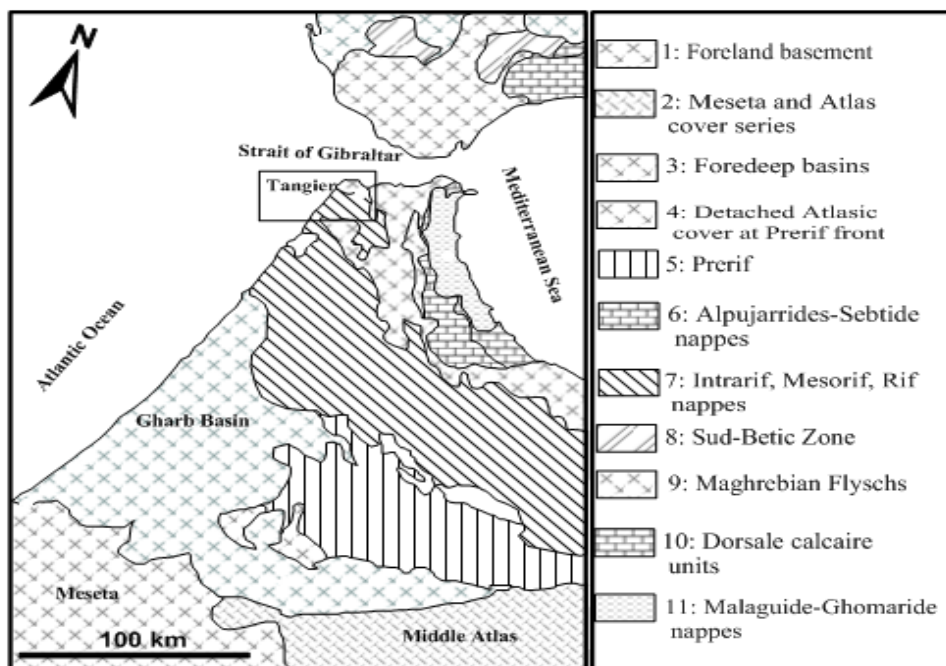 N
Strait of Gibraltar
Tangier
Mediterranean Sea
Atlantic Ocean
Gharb Basin
Meseta
100 km
Middle Atlas
1: Foreland basement
2: Meseta and Atlas
cover series
3: Foredeep basins
4: Detached Atlasic
cover at Prerif front
5: Prerif
6: Alpujarrides-Sebtide
nappes
7: Intrarif, Mesorif, Rif
nappes
8: Sud-Betic Zone
9: Maghrebian Flyschs
10: Dorsale calcaire
units
11: Malaguide-Ghomaride
nappes